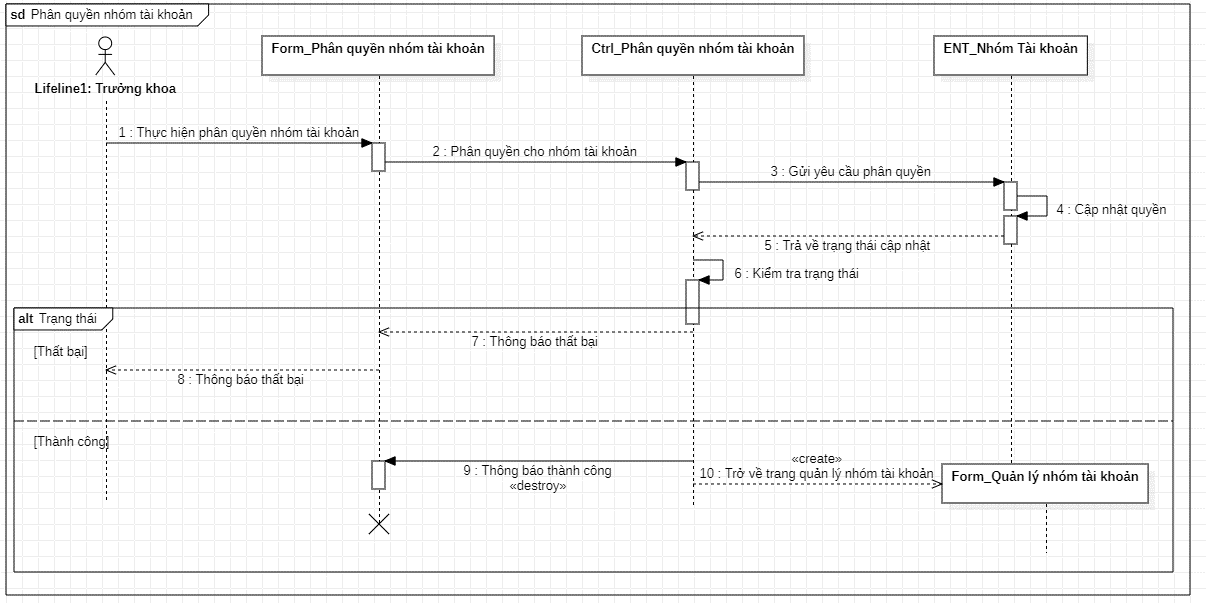 sd Phân quyền nhóm tài khoản
Form_Phân quyền nhóm tài khoản
Ctrl_Phân quyền nhóm tài khoản
ENT_Nhóm Tài khoản
Lifeline1: Trưởng khoa
1 : Thực hiện phân quyền nhóm tài khoản
2 : Phân quyền cho nhóm tài khoản
3 : Gửi yêu cầu phân quyền
4 : Cập nhật quyền
5 : Trả về trạng thái cập nhật
6 : Kiểm tra trạng thái
alt Trạng thái
[Thất bại]
7 : Thông báo thất bại
8 : Thông báo thất bại
[Thành công]
9 : Thông báo thành công
«destroy»
«create»
10 : Trở về trang quản lý nhóm tài khoản
Form_Quản lý nhóm tài khoản